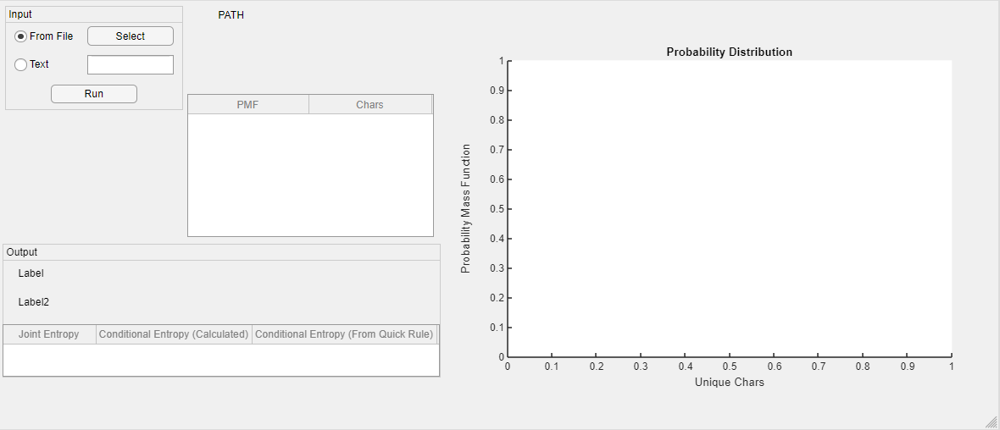 Input
From File
Select
Text
Run
PATH
PMF
Chars
Output
Label
Label2
Joint Entropy
Conditional Entropy (Calculated)
Conditional Entropy (From Quick Rule)
Probability Distribution
Probability Mass Function
1
0.9
0.8
0.7
0.6
0.5
0.4
0.3
0.2
0.1
0
0 0.1 0.2 0.3 0.4 0.5 0.6 0.7 0.8 0.9 1
Unique Chars